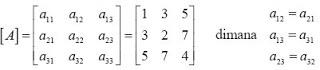 [A] = [a₁₁ a₁₂ a₁₃; a₂₁ a₂₂ a₂₃; a₃₁ a₃₂ a₃₃] = [1 3 5; 3 2 7; 5 7 4] dimana a₁₂ = a₂₁
a₁₃ = a₃₁
a₂₃ = a₃₂